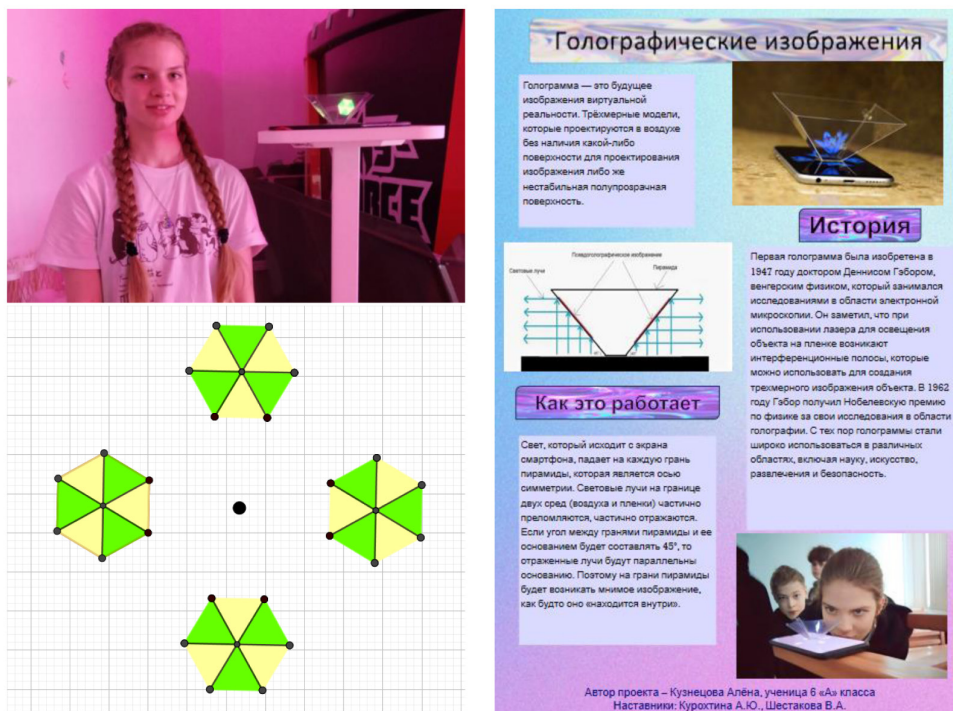 RCE
Голографические изображения
Голограмма — это будущее
изображения виртуальной
реальности. Трёхмерные модели,
которые проектируются в воздухе
без наличия какой-либо
поверхности для проектирования
изображения либо же
нестабильная полупрозрачная
поверхность.
История
Первая голограмма была изобретена в
1947 году доктором Деннисом Гэбором,
венгерским физиком, который занимался
исследованиями в области электронной
микроскопии. Он заметил, что при
использовании лазера для освещения
объекта на пленке возникают
интерференционные полосы, которые
можно использовать для создания
трехмерного изображения объекта. В 1962
году Гэбор получил Нобелевскую премию
по физике за свои исследования в области
голографии. С тех пор голограммы стали
широко использоваться в различных
областях, включая науку, искусство,
развлечения и безопасность.
Псевдоголографическое изображение
Световые лучи
Пирамида
Как это работает
Свет, который исходит с экрана
смартфона, падает на каждую грань
пирамиды, которая является осью
симметрии. Световые лучи на границе
двух сред (воздуха и пленки) частично
преломляются, частично отражаются.
Если угол между гранями пирамиды и ее
основанием будет составлять 45°, то
отраженные лучи будут параллельны
основанию. Поэтому на грани пирамиды
будет возникать мнимое изображение,
как будто оно «находится внутри».
Автор проекта – Кузнецова Алёна, ученица 6 «А» класса
Наставники: Курохтина А.Ю., Шестакова В.А.